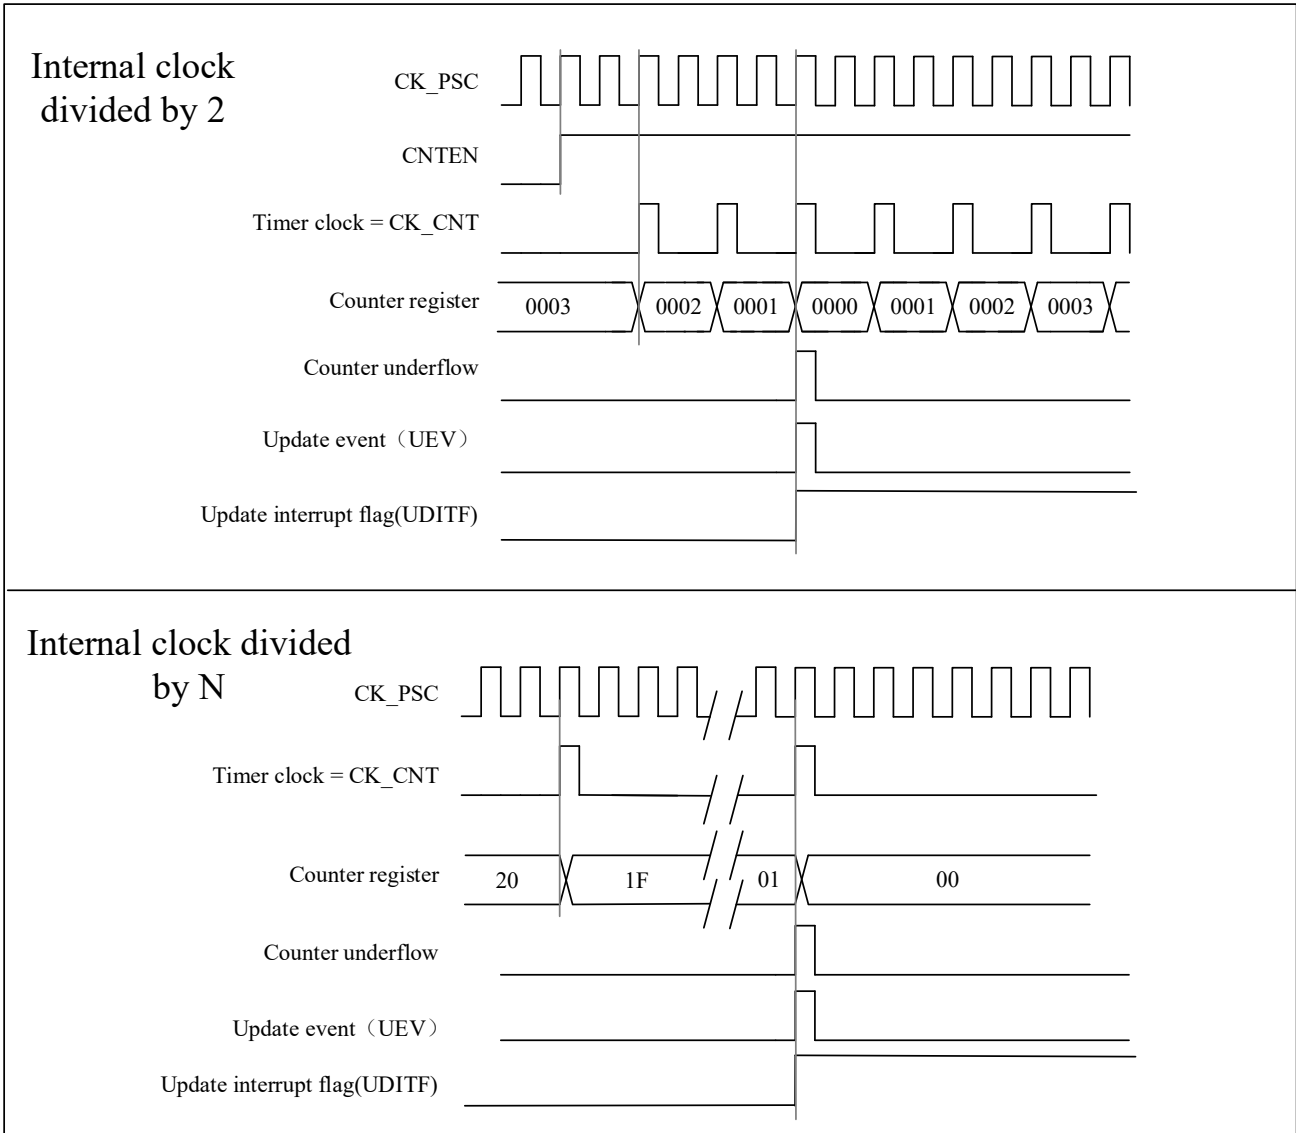 Internal clock
divided by 2
CK_PSC
CNTEN
Timer clock = CK_CNT
Counter register
0003
0002
0001
0000
0001
0002
0003
Counter underflow
Update event（UEV）
Update interrupt flag(UDITF)
Internal clock divided
by N
CK_PSC
Timer clock = CK_CNT
Counter register
20
1F
01
00
Counter underflow
Update event（UEV）
Update interrupt flag(UDITF)